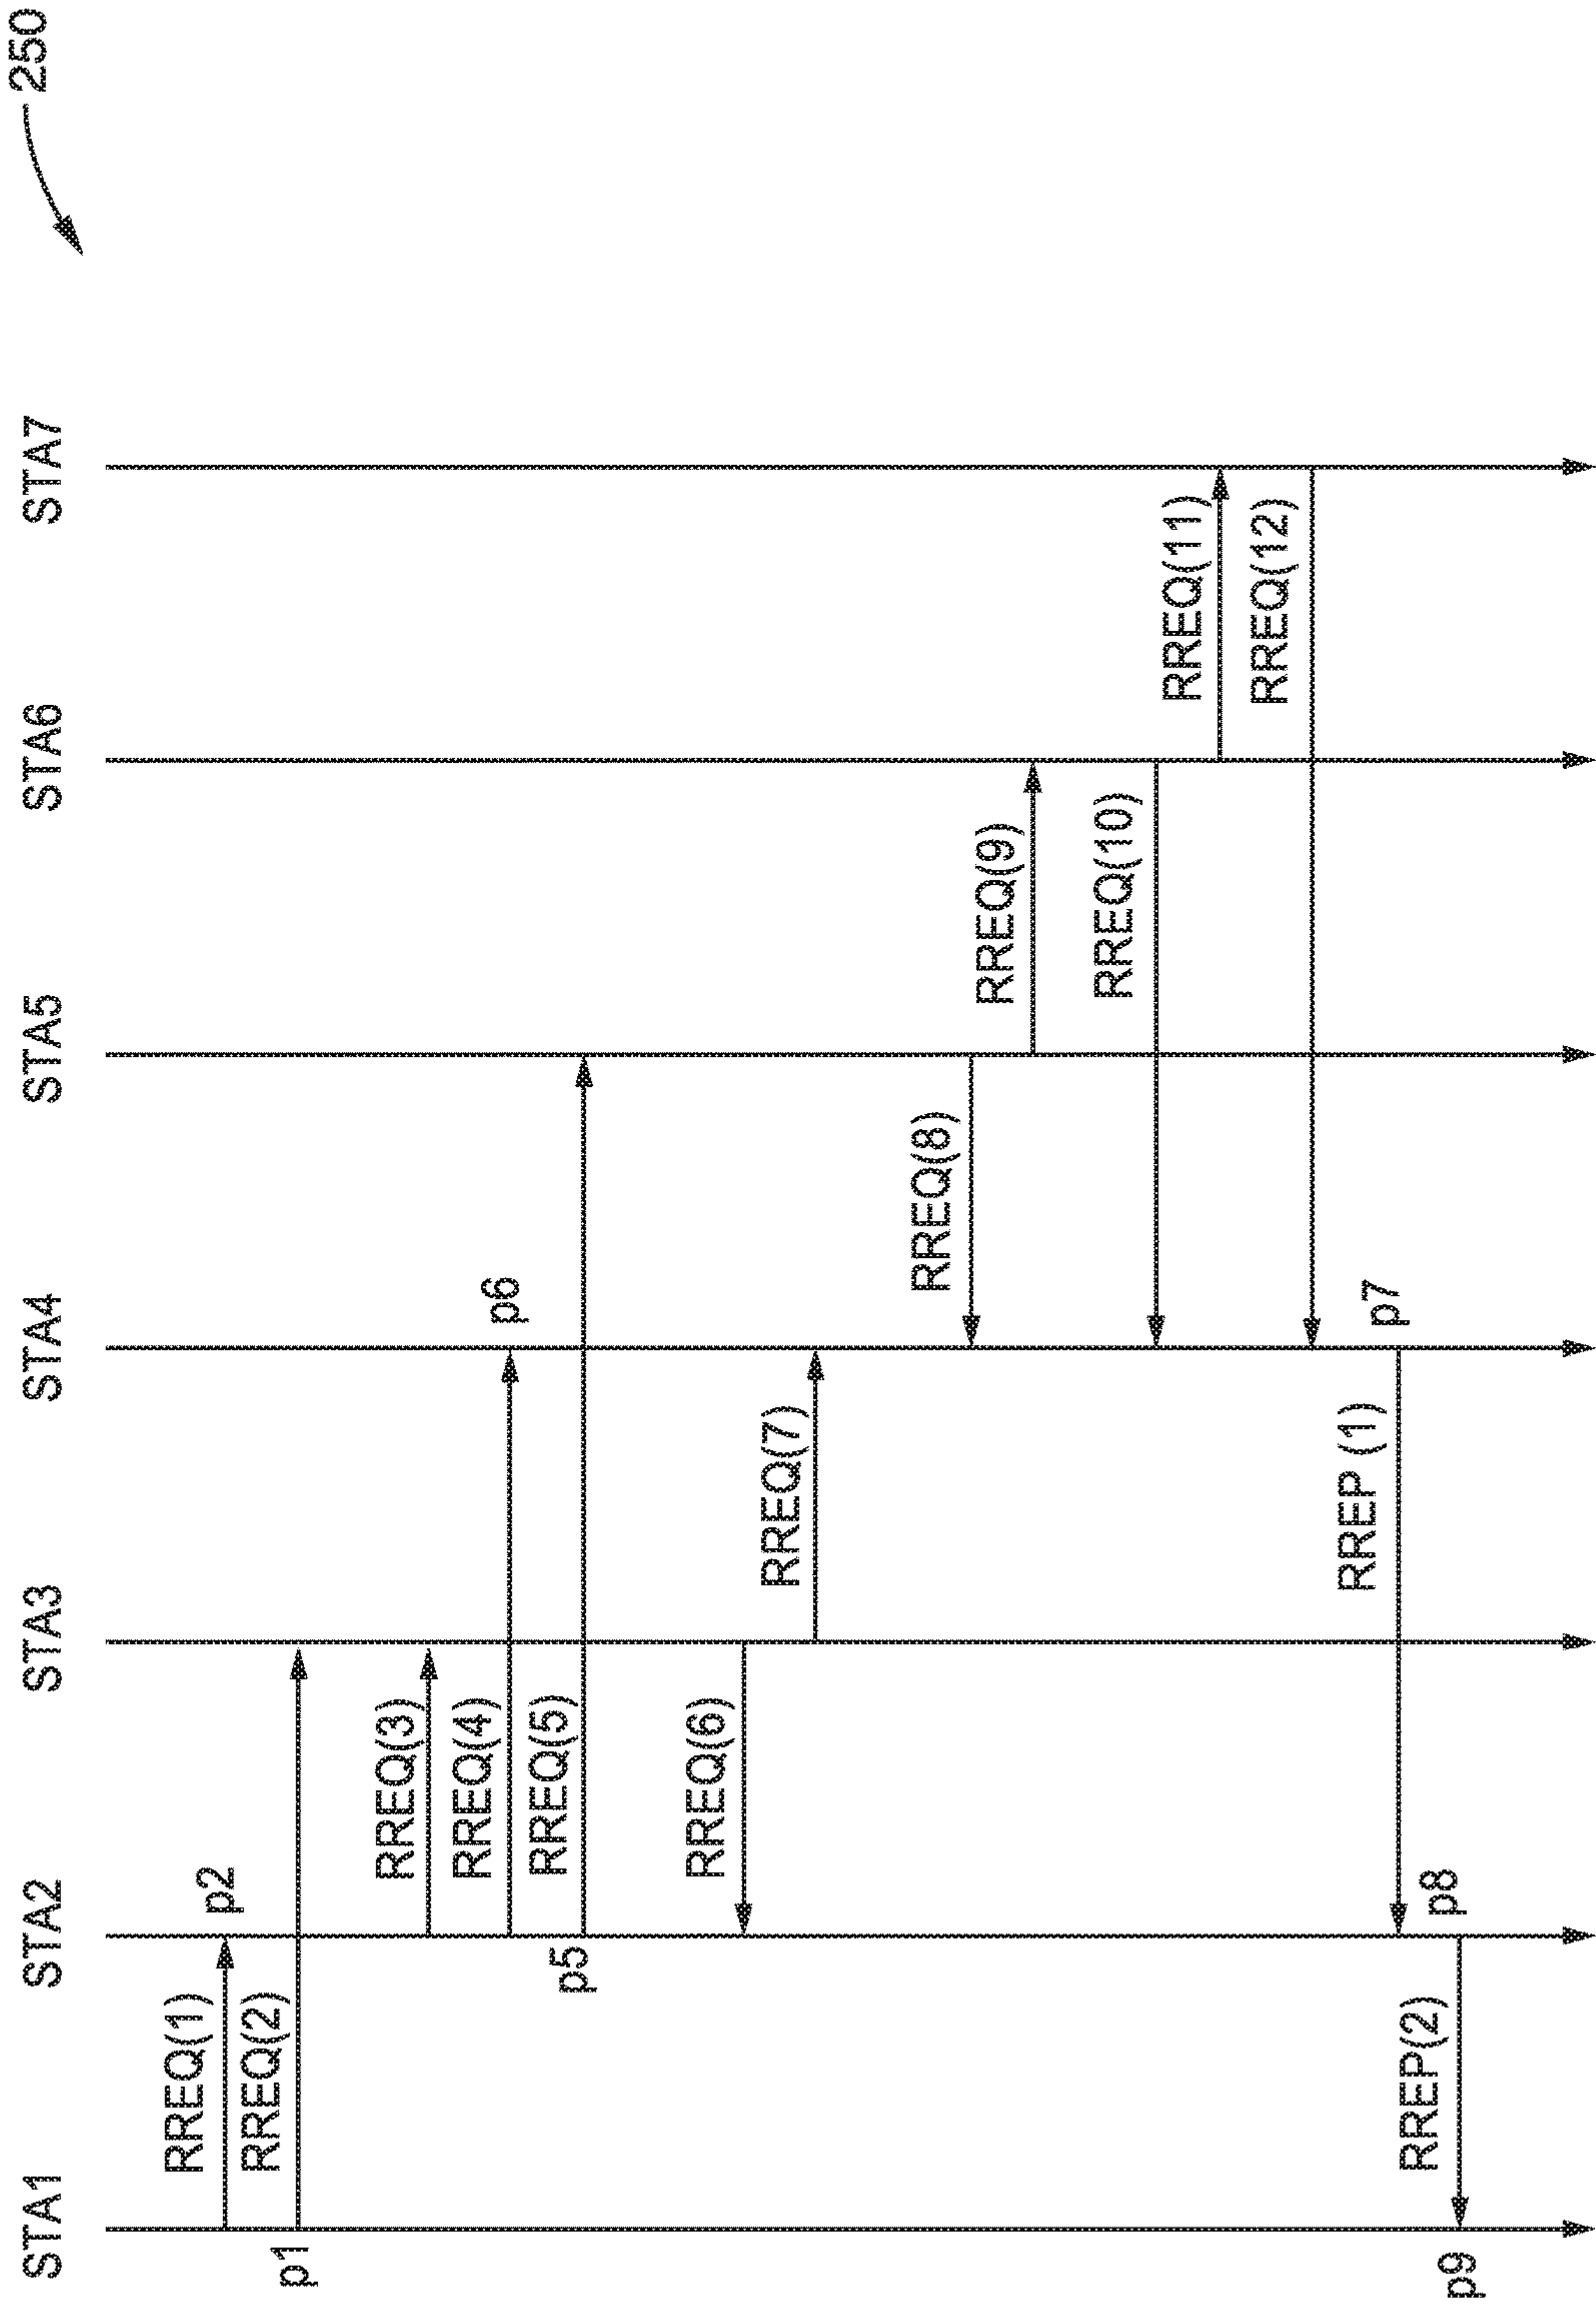 250
STA1
STA2
STA3
STA4
STA5
STA6
STA7
RREQ(1)
p2
RREQ(2)
p1
RREQ(3)
RREQ(4)
p6
RREQ(5)
p5
RREQ(6)
RREQ(7)
RREQ(8)
RREQ(9)
RREQ(10)
RREQ(11)
RREQ(12)
RREP (1)
p7
RREP(2)
p8
p9